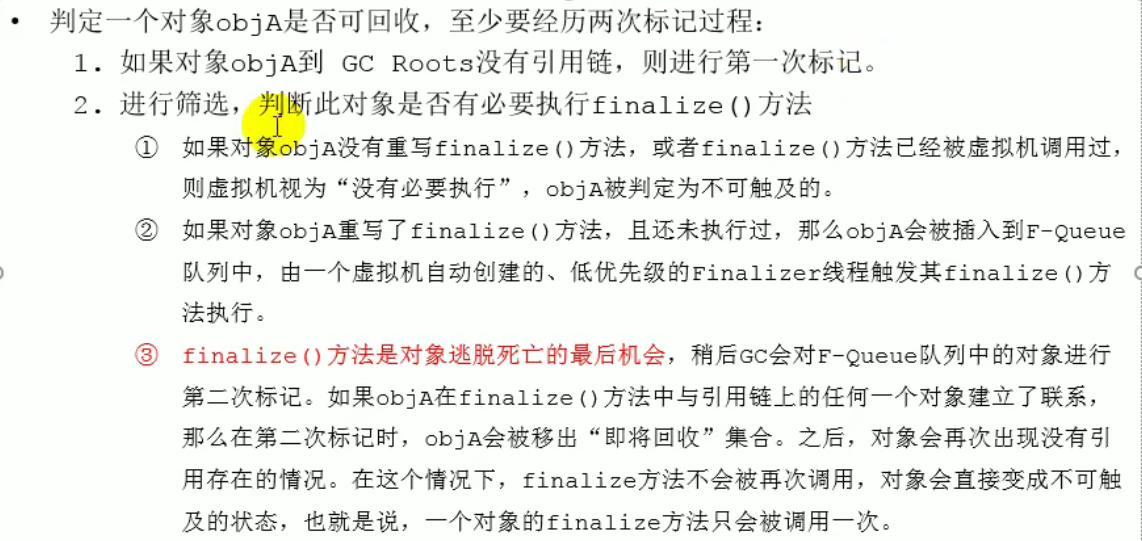 • 判定一个对象objA是否可回收，至少要经历两次标记过程：
1. 如果对象objA到 GC Roots没有引用链，则进行第一次标记。
2. 进行筛选，判断此对象是否有必要执行finalize()方法
① 如果对象objA没有重写finalize()方法，或者finalize()方法已经被虚拟机调用过，
则虚拟机视为“没有必要执行”，objA被判定为不可触及的。
② 如果对象objA重写了finalize()方法，且还未执行过，那么objA会被插入到F-Queue
队列中，由一个虚拟机自动创建的、低优先级的Finalizer线程触发其finalize()方
法执行。
③ finalize()方法是对象逃脱死亡的最后机会，稍后GC会对F-Queue队列中的对象进行
第二次标记。如果objA在finalize()方法中与引用链上的任何一个对象建立了联系，
那么在第二次标记时，objA会被移出“即将回收”集合。之后，对象会再次出现没有引
用存在的情况。在这个情况下，finalize方法不会被再次调用，对象会直接变成不可触
及的状态，也就是说，一个对象的finalize方法只会被调用一次。